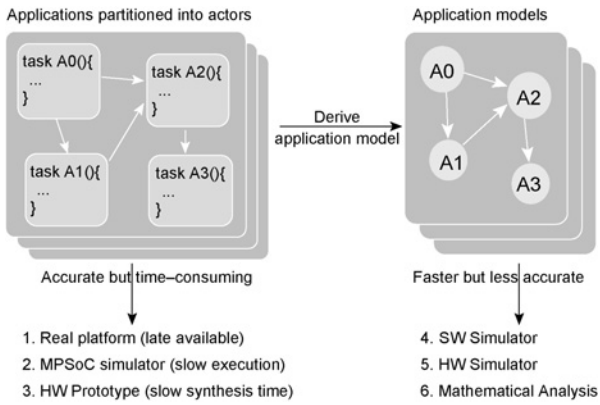 Applications partitioned into actors
Application models
task A0(){
...
}
task A2(){
...
}
task A1(){
...
}
task A3(){
...
}
Derive
application model
A0
A2
A1
A3
Accurate but time–consuming
Faster but less accurate
1. Real platform (late available)
2. MPSoC simulator (slow execution)
3. HW Prototype (slow synthesis time)
4. SW Simulator
5. HW Simulator
6. Mathematical Analysis